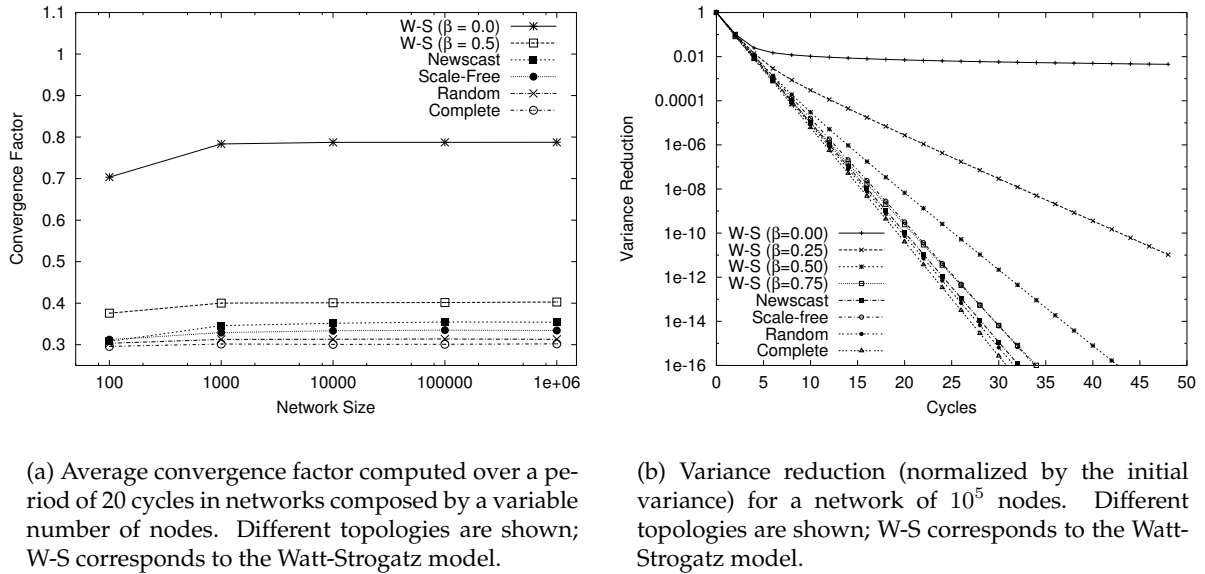 1.1
1
0.9
0.8
0.7
0.6
0.5
0.4
0.3
Convergence Factor
W-S (β = 0.0)
W-S (β = 0.5)
Newscast
Scale-Free
Random
Complete
100
1000
10000
100000
1e+06
Network Size
1
0.01
0.0001
1e-06
1e-08
1e-10
1e-12
1e-14
1e-16
Variance Reduction
W-S (β=0.00)
W-S (β=0.25)
W-S (β=0.50)
W-S (β=0.75)
Newscast
Scale-free
Random
Complete
0
5
10
15
20
25
30
35
40
45
50
Cycles
(a) Average convergence factor computed over a pe-
riod of 20 cycles in networks composed by a variable
number of nodes. Different topologies are shown;
W-S corresponds to the Watt-Strogatz model.
(b) Variance reduction (normalized by the initial
variance) for a network of 10⁵ nodes. Different
topologies are shown; W-S corresponds to the Watt-
Strogatz model.